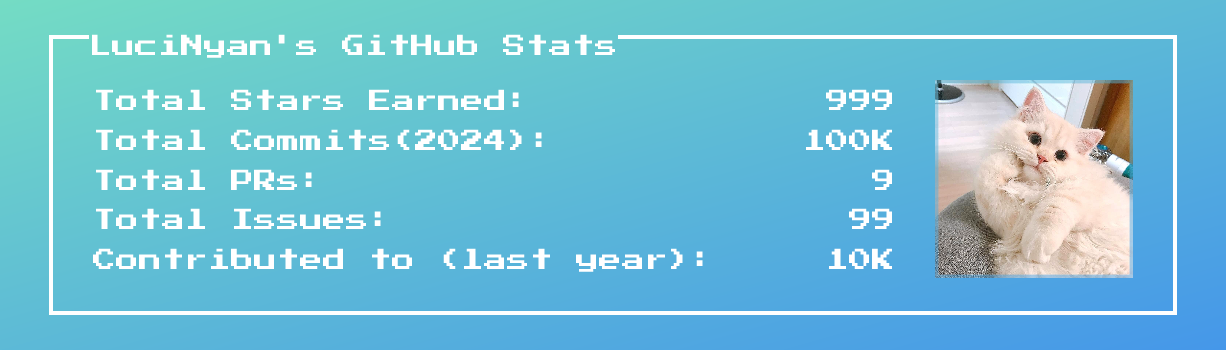 LuciNyan's GitHub Stats
Total Stars Earned: 999
Total Commits(2024): 100K
Total PRs: 9
Total Issues: 99
Contributed to (last year): 10K